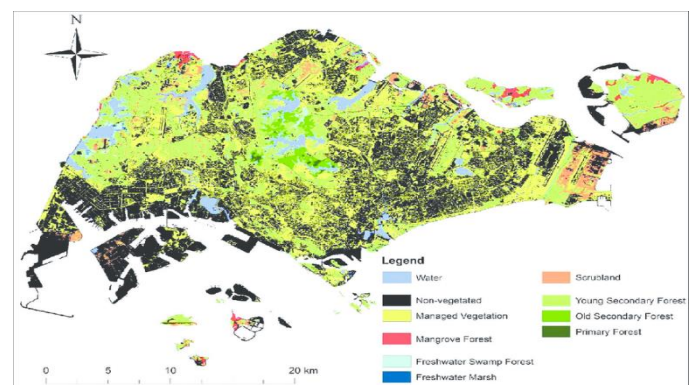 N
Legend
Water
Non-vegetated
Managed Vegetation
Mangrove Forest
Freshwater Swamp Forest
Freshwater Marsh
Scrubland
Young Secondary Forest
Old Secondary Forest
Primary Forest
0 5 10 20 km